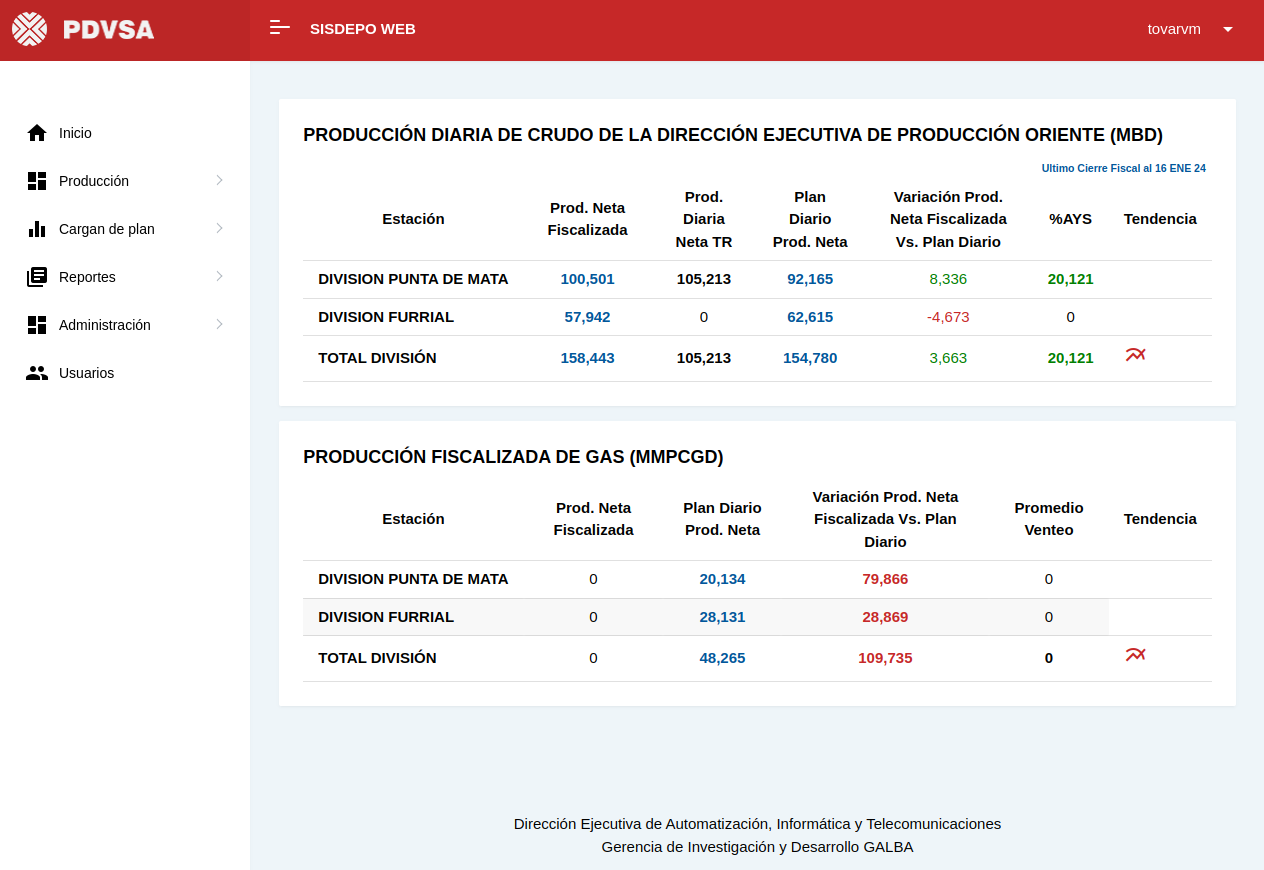 PDVSA
SISDEPO WEB
tovarvm
Inicio
Producción
Cargan de plan
Reportes
Administración
Usuarios
PRODUCCIÓN DIARIA DE CRUDO DE LA DIRECCIÓN EJECUTIVA DE PRODUCCIÓN ORIENTE (MBD)
Ultimo Cierre Fiscal al 16 ENE 24
Estación
Prod. Neta
Fiscalizada
Prod.
Diaria
Neta TR
Plan
Diario
Prod. Neta
Variación Prod.
Neta Fiscalizada
Vs. Plan Diario
%AYS
Tendencia
DIVISION PUNTA DE MATA 100,501 105,213 92,165 8,336 20,121
DIVISION FURRIAL 57,942 0 62,615 -4,673 0
TOTAL DIVISIÓN 158,443 105,213 154,780 3,663 20,121
PRODUCCIÓN FISCALIZADA DE GAS (MMPCGD)
Estación
Prod. Neta
Fiscalizada
Plan Diario
Prod. Neta
Variación Prod. Neta
Fiscalizada Vs. Plan
Diario
Promedio
Venteo
Tendencia
DIVISION PUNTA DE MATA 0 20,134 79,866 0
DIVISION FURRIAL 0 28,131 28,869 0
TOTAL DIVISIÓN 0 48,265 109,735 0
Dirección Ejecutiva de Automatización, Informática y Telecomunicaciones
Gerencia de Investigación y Desarrollo GALBA